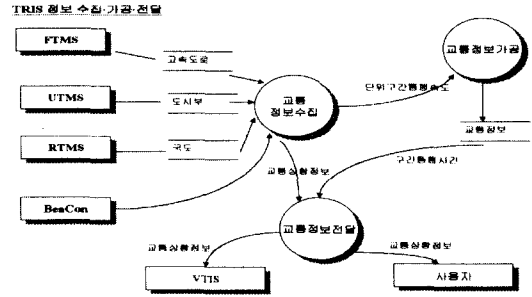 TRIS 정보 수집·가공·전달
FTMS
고속도로
UTMS
도시부
RTMS
국도
BeaCon
교통
정보수집
단위구간통행속도
교통정보가공
교통정보
구간통행시간
교통상황정보
교통정보전달
교통상황정보
교통상황정보
VTIS
사용자